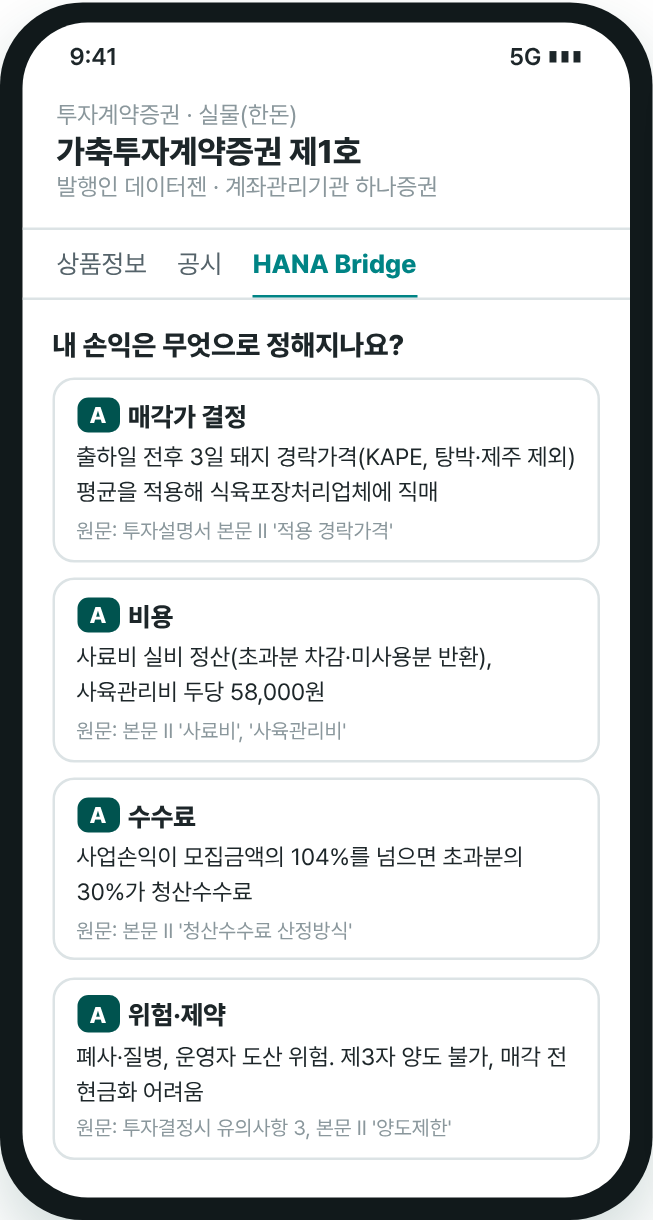 9:41
5G
투자계약증권 · 실물(한돈)
가축투자계약증권 제1호
발행인 데이터젠 · 계좌관리기관 하나증권
상품정보 공시 HANA Bridge
내 손익은 무엇으로 정해지나요?
A 매각가 결정
출하일 전후 3일 돼지 경락가격(KAPE, 탕박·제주 제외)
평균을 적용해 식육포장처리업체에 직매
원문: 투자설명서 본문 II '적용 경락가격'
A 비용
사료비 실비 정산(초과분 차감·미사용분 반환),
사육관리비 두당 58,000원
원문: 본문 II '사료비', '사육관리비'
A 수수료
사업손익이 모집금액의 104%를 넘으면 초과분의
30%가 청산수수료
원문: 본문 II '청산수수료 산정방식'
A 위험·제약
폐사·질병, 운영자 도산 위험. 제3자 양도 불가, 매각 전
현금화 어려움
원문: 투자결정시 유의사항 3, 본문 II '양도제한'